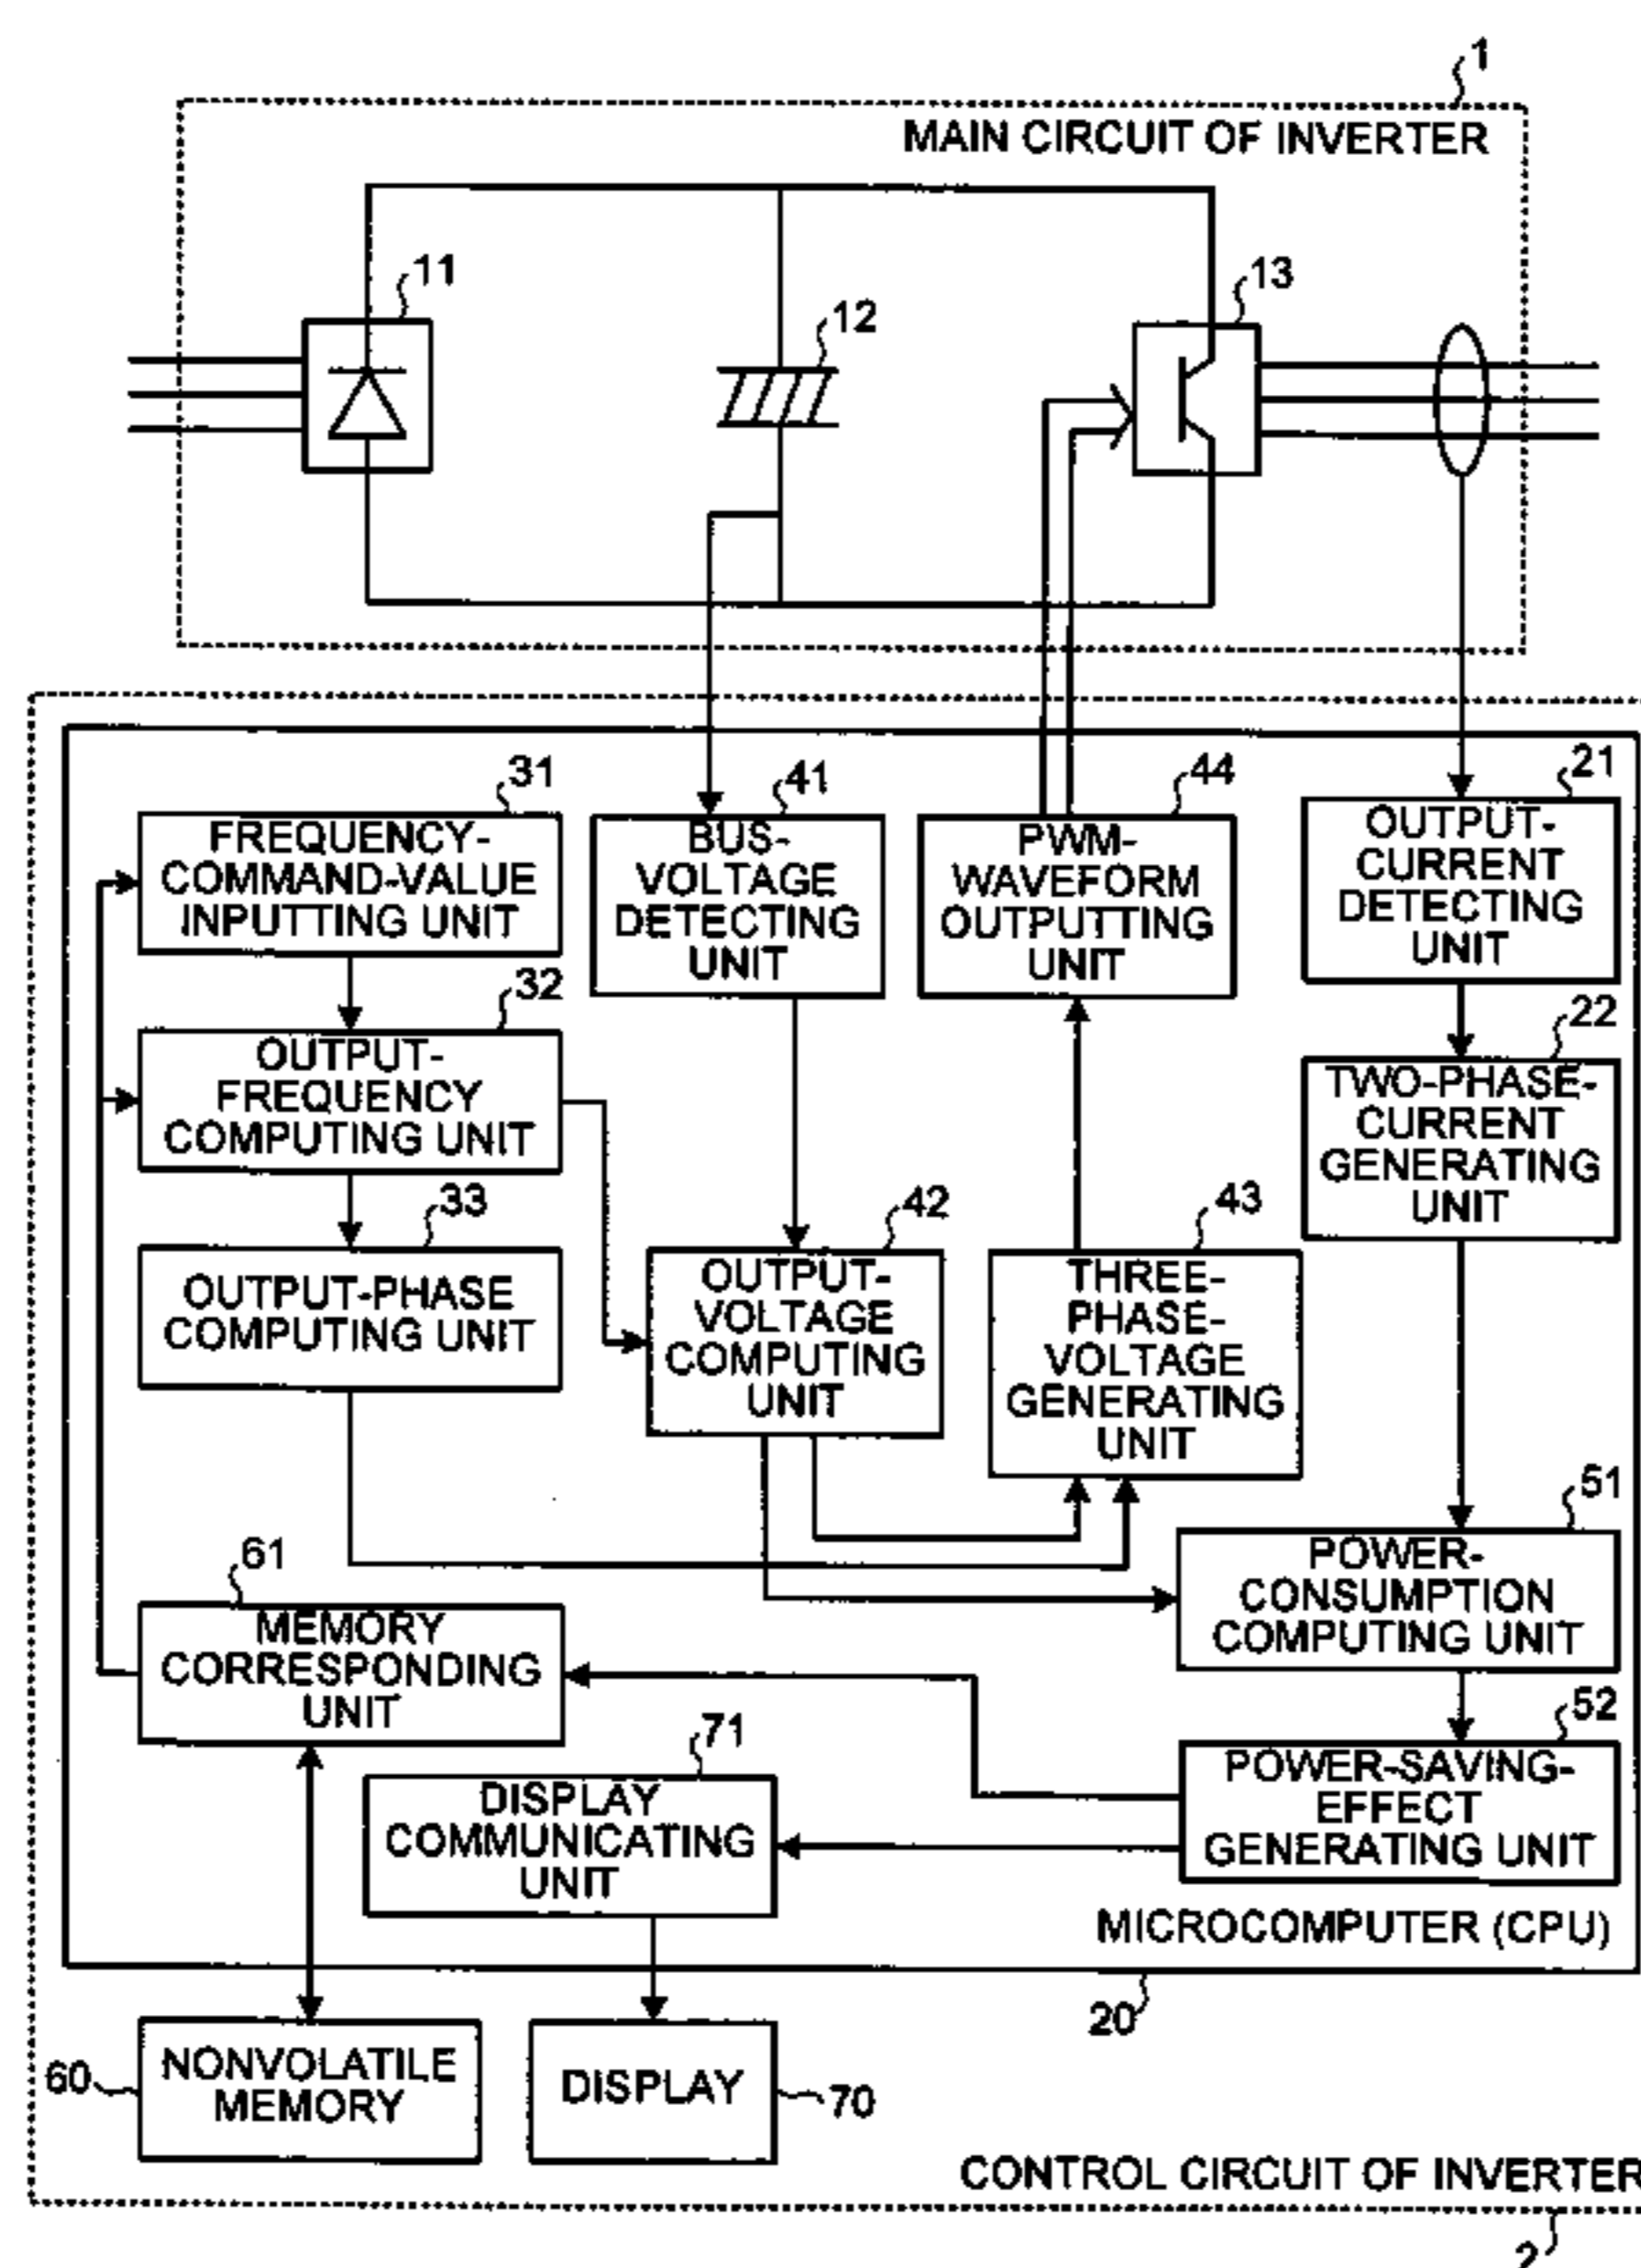 1
MAIN CIRCUIT OF INVERTER
11
12
13
31
FREQUENCY-
COMMAND-VALUE
INPUTTING UNIT
41
BUS-
VOLTAGE
DETECTING
UNIT
44
PWM-
WAVEFORM
OUTPUTTING
UNIT
21
OUTPUT-
CURRENT
DETECTING
UNIT
32
OUTPUT-
FREQUENCY
COMPUTING UNIT
22
TWO-PHASE-
CURRENT
GENERATING
UNIT
33
OUTPUT-PHASE
COMPUTING UNIT
42
OUTPUT-
VOLTAGE
COMPUTING
UNIT
43
THREE-
PHASE-
VOLTAGE
GENERATING
UNIT
51
POWER-
CONSUMPTION
COMPUTING UNIT
61
MEMORY
CORRESPONDING
UNIT
52
POWER-SAVING-
EFFECT
GENERATING UNIT
71
DISPLAY
COMMUNICATING
UNIT
MICROCOMPUTER (CPU)
20
60
NONVOLATILE
MEMORY
DISPLAY
70
CONTROL CIRCUIT OF INVERTER
2